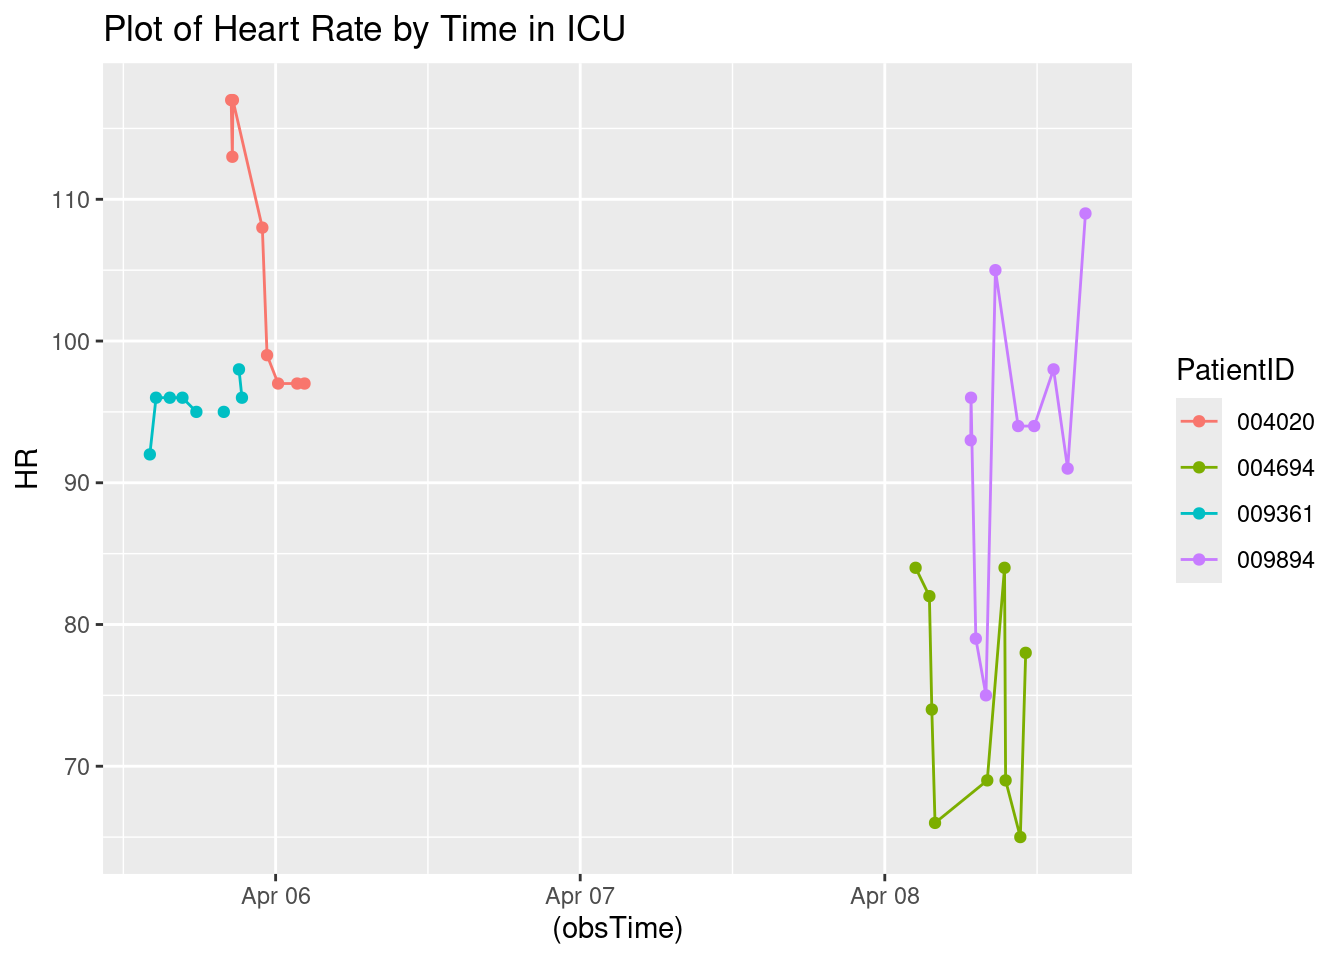 Plot of Heart Rate by Time in ICU
HR
110
100
90
80
70
Apr 06
Apr 07
Apr 08
(obsTime)
PatientID
004020
004694
009361
009894